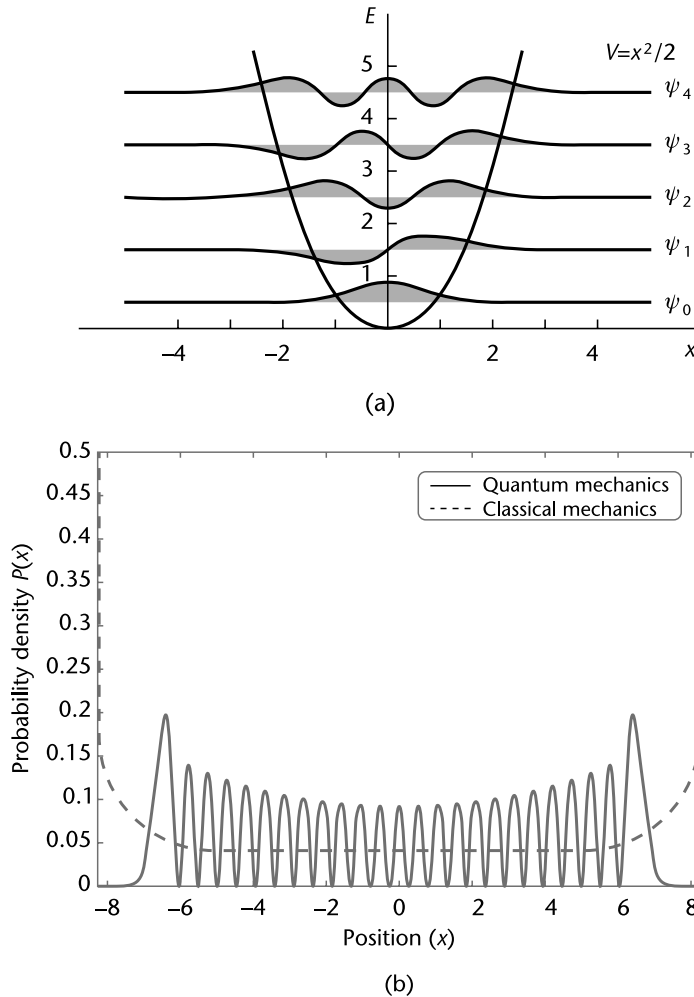 E
V=x²/2
5
ψ₄
4
ψ₃
3
ψ₂
2
ψ₁
1
ψ₀
−4 −2 2 4 x
(a)
0.5
Quantum mechanics
Classical mechanics
0.45
0.4
0.35
0.3
0.25
0.2
0.15
0.1
0.05
0
Probability density P(x)
−8 −6 −4 −2 0 2 4 6 8
Position (x)
(b)